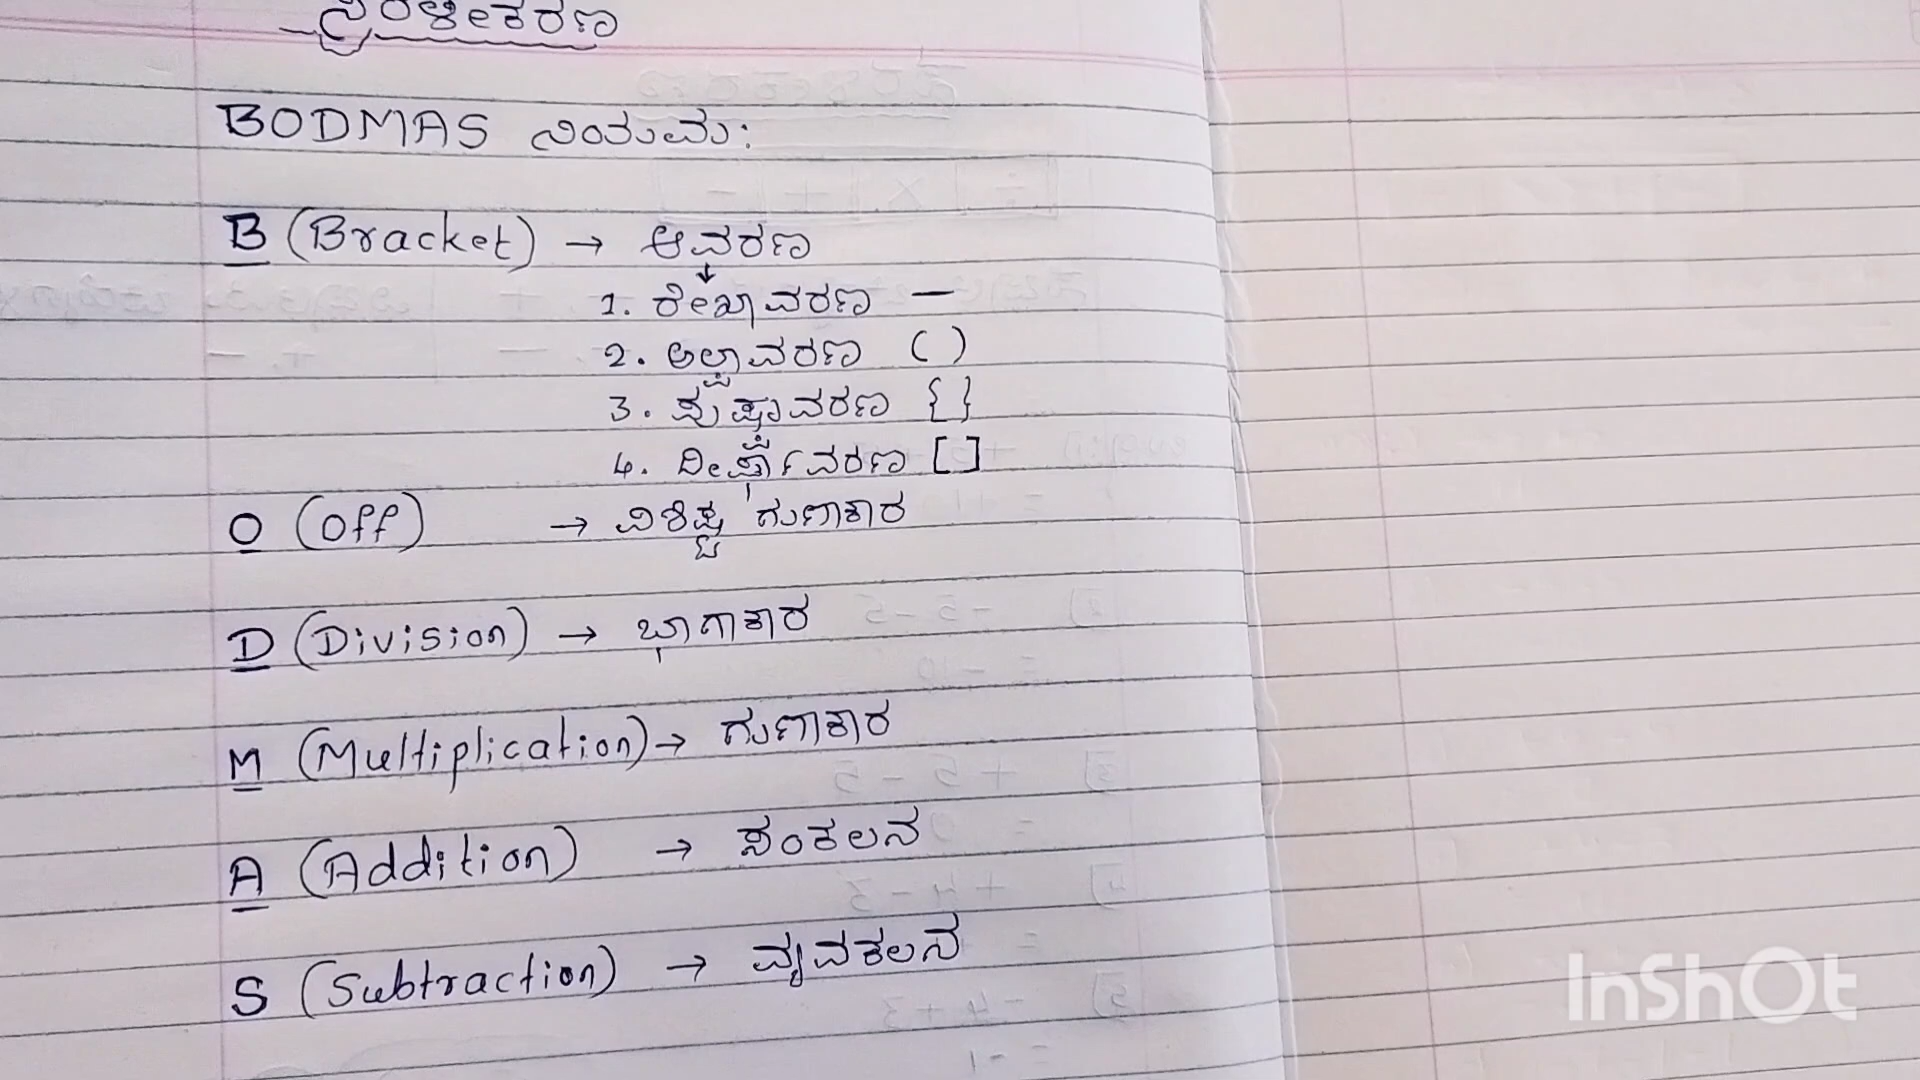 ಸರಳೀಕರಣ
BODMAS ನಿಯಮ:
B (Bracket) → ಆವರಣ
↓
1. ರೇಖಾವರಣ —
2. ಅಲ್ಪಾವರಣ ( )
3. ಪುಷ್ಪಾವರಣ { }
4. ದೀರ್ಘಾವರಣ [ ]
O (Off) → ವಿಶಿಷ್ಟ ಗುಣಾಕಾರ
D (Division) → ಭಾಗಾಕಾರ
M (Multiplication) → ಗುಣಾಕಾರ
A (Addition) → ಸಂಕಲನ
S (Subtraction) → ವ್ಯವಕಲನ
InShOt